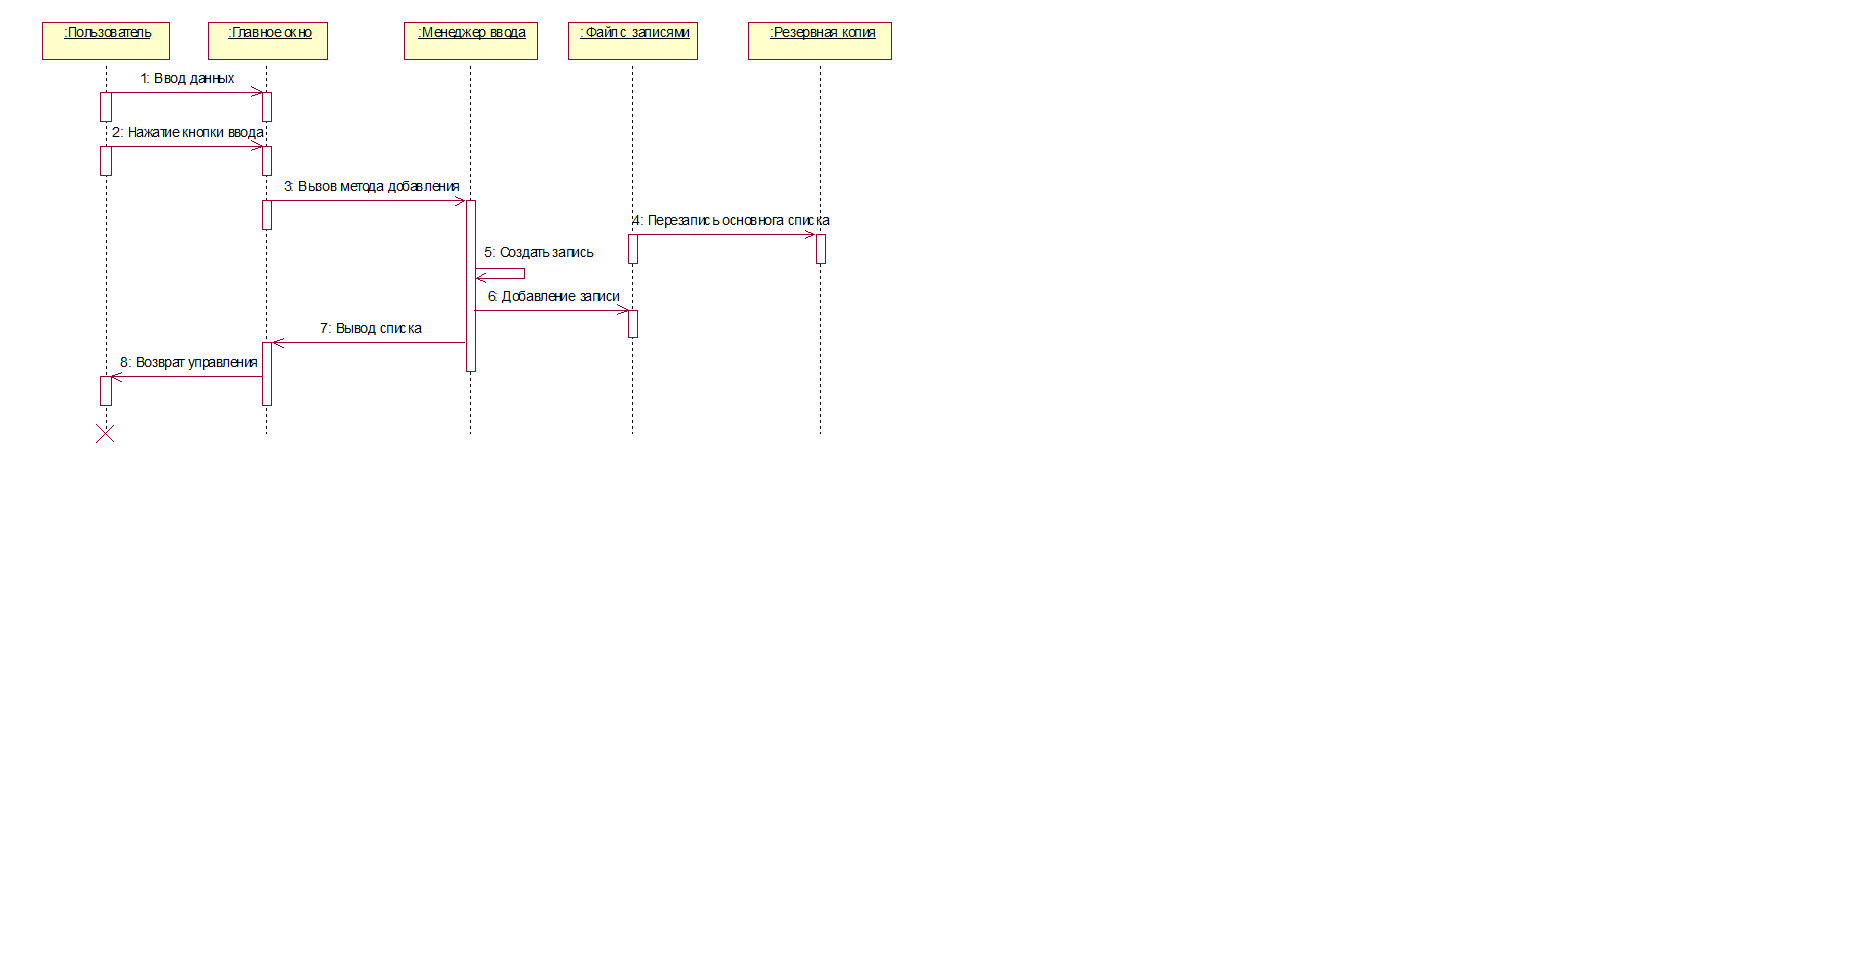 :Пользователь
:Главное окно
:Менеджер ввода
: Файл с записями
:Резервная копия
1: Ввод данных
2: Нажатие кнопки ввода
3: Вызов метода добавления
4: Перезапись основнога списка
5: Создать запись
6: Добавление записи
7: Вывод списка
8: Возврат управления